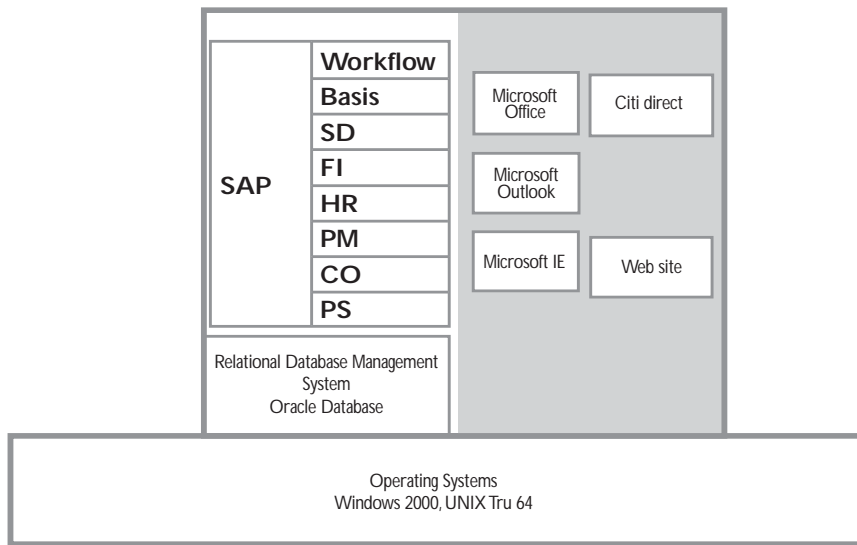 SAP
Workflow
Basis
SD
FI
HR
PM
CO
PS
Microsoft
Office
Citi direct
Microsoft
Outlook
Microsoft IE
Web site
Relational Database Management
System
Oracle Database
Operating Systems
Windows 2000, UNIX Tru 64